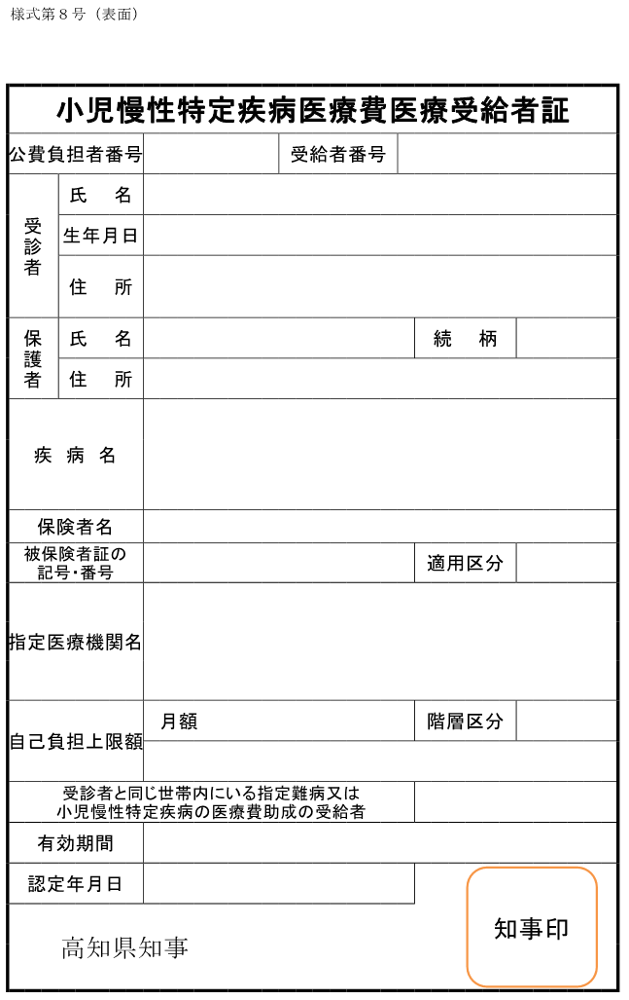 様式第８号（表面）
小児慢性特定疾病医療費医療受給者証
公費負担者番号
受給者番号
受診者
氏　名
生年月日
住　所
保護者
氏　名
続　柄
住　所
疾　病　名
保険者名
被保険者証の
記号・番号
適用区分
指定医療機関名
自己負担上限額
月額
階層区分
受診者と同じ世帯内にいる指定難病又は
小児慢性特定疾病の医療費助成の受給者
有効期間
認定年月日
高知県知事
知事印